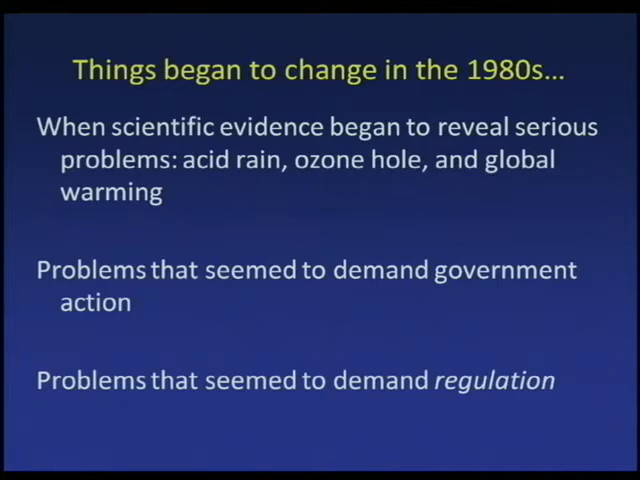 Things began to change in the 1980s…
When scientific evidence began to reveal serious
problems: acid rain, ozone hole, and global
warming
Problems that seemed to demand government
action
Problems that seemed to demand regulation